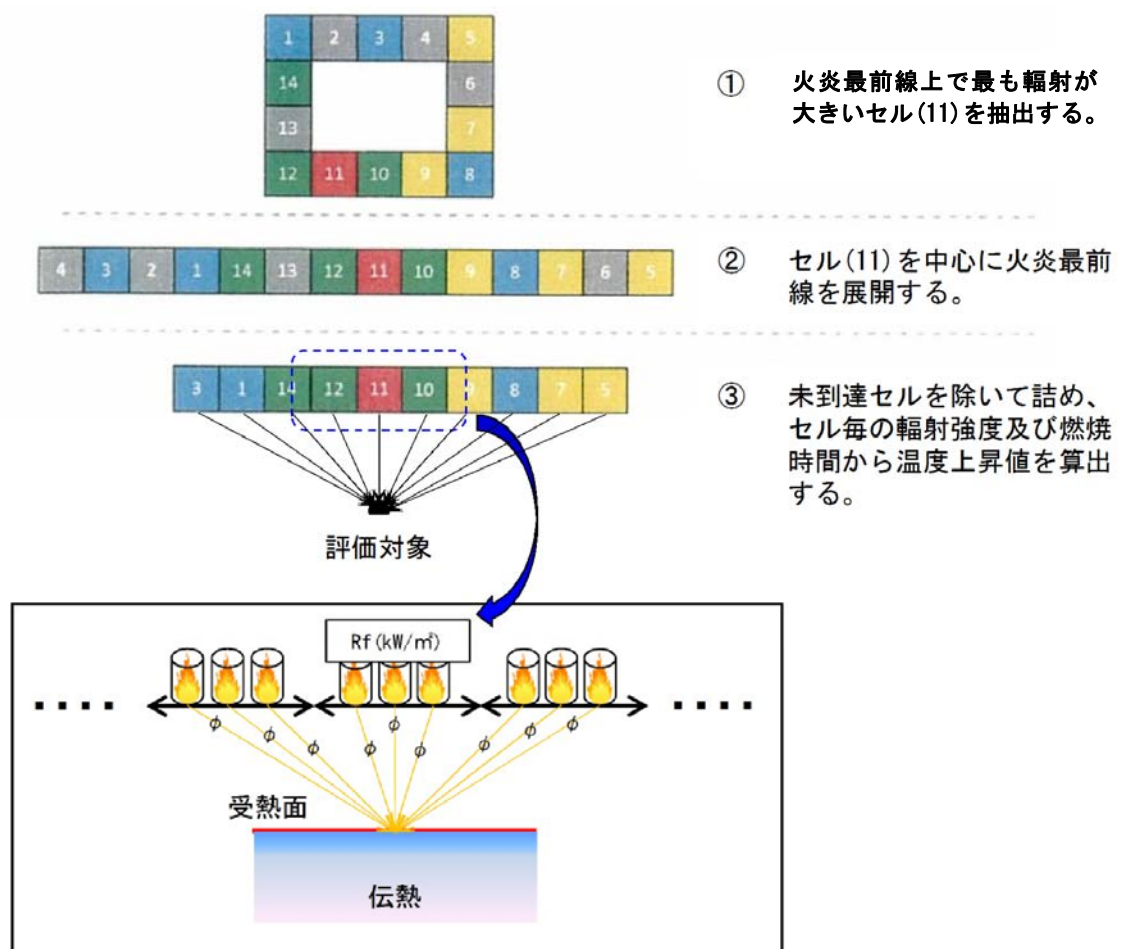 1 2 3 4 5
14 6
13 7
12 11 10 9 8
① 火炎最前線上で最も輻射が
大きいセル(11)を抽出する。
4 3 2 1 14 13 12 11 10 9 8 7 6 5
② セル(11)を中心に火炎最前
線を展開する。
3 1 14 12 11 10 9 8 7 5
③ 未到達セルを除いて詰め、
セル毎の輻射強度及び燃焼
時間から温度上昇値を算出
する。
評価対象
Rf(kW/㎡)
φ φ φ φ φ φ φ φ φ
受熱面
伝熱